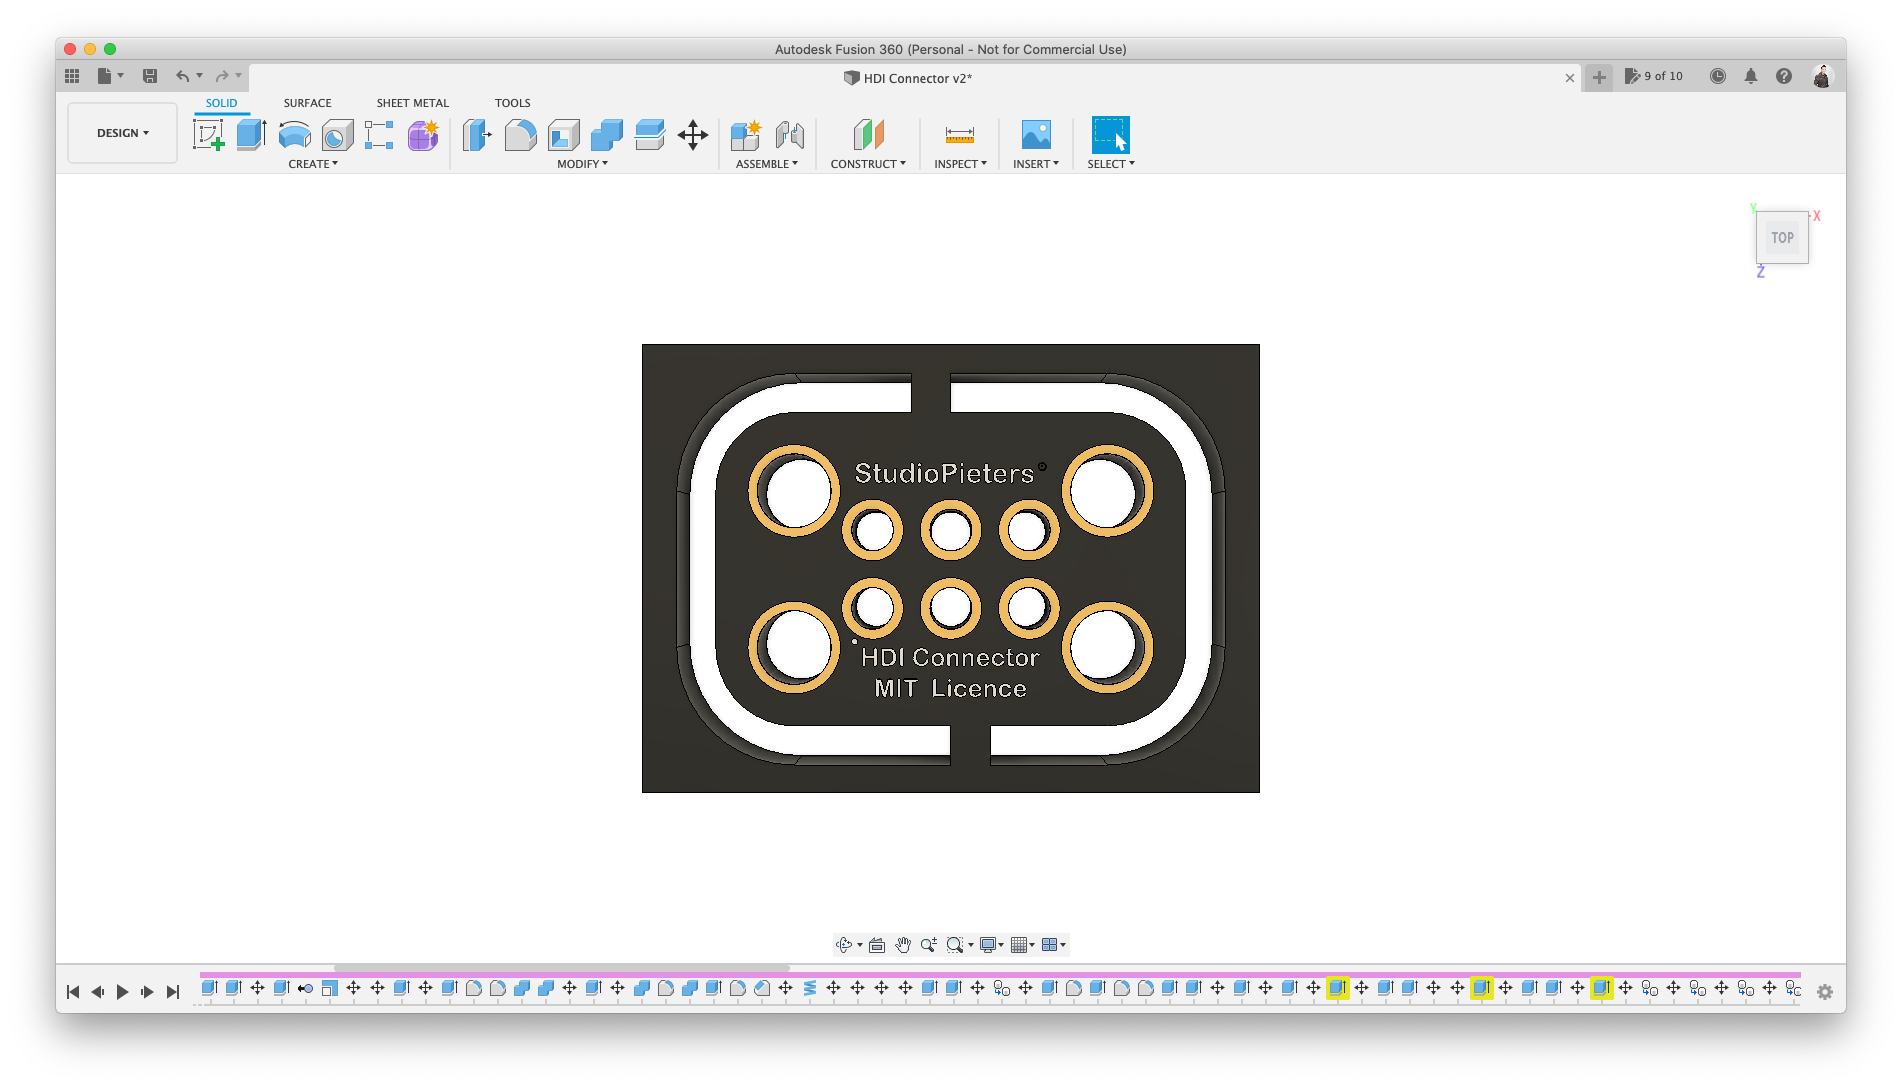 Autodesk Fusion 360 (Personal - Not for Commercial Use)
HDI Connector v2*
9 of 10
SOLID SURFACE SHEET METAL TOOLS
DESIGN
CREATE MODIFY ASSEMBLE CONSTRUCT INSPECT INSERT SELECT
Y X
TOP
Z
StudioPieters®
HDI Connector
MIT Licence